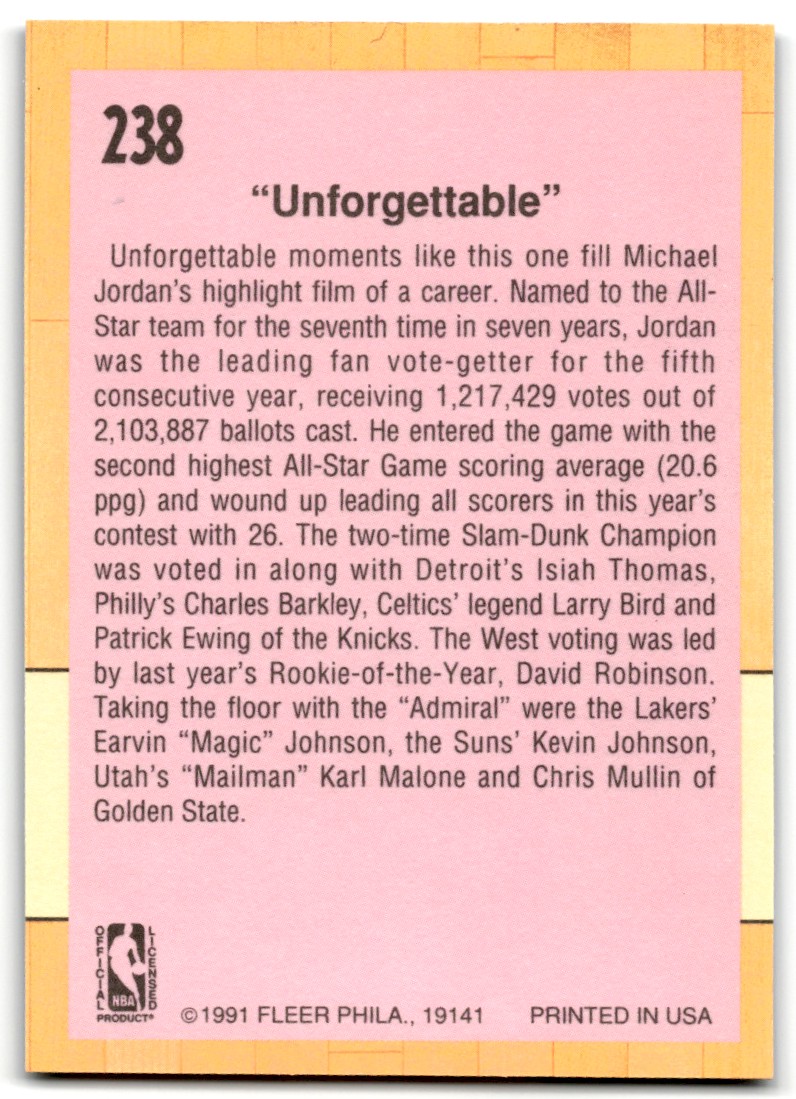 238
“Unforgettable”
Unforgettable moments like this one fill Michael
Jordan’s highlight film of a career. Named to the All-
Star team for the seventh time in seven years, Jordan
was the leading fan vote-getter for the fifth
consecutive year, receiving 1,217,429 votes out of
2,103,887 ballots cast. He entered the game with the
second highest All-Star Game scoring average (20.6
ppg) and wound up leading all scorers in this year’s
contest with 26. The two-time Slam-Dunk Champion
was voted in along with Detroit’s Isiah Thomas,
Philly’s Charles Barkley, Celtics’ legend Larry Bird and
Patrick Ewing of the Knicks. The West voting was led
by last year’s Rookie-of-the-Year, David Robinson.
Taking the floor with the “Admiral” were the Lakers’
Earvin “Magic” Johnson, the Suns’ Kevin Johnson,
Utah’s “Mailman” Karl Malone and Chris Mullin of
Golden State.
OFFICIAL
NBA
LICENSED
PRODUCT®
©1991 FLEER PHILA., 19141 PRINTED IN USA